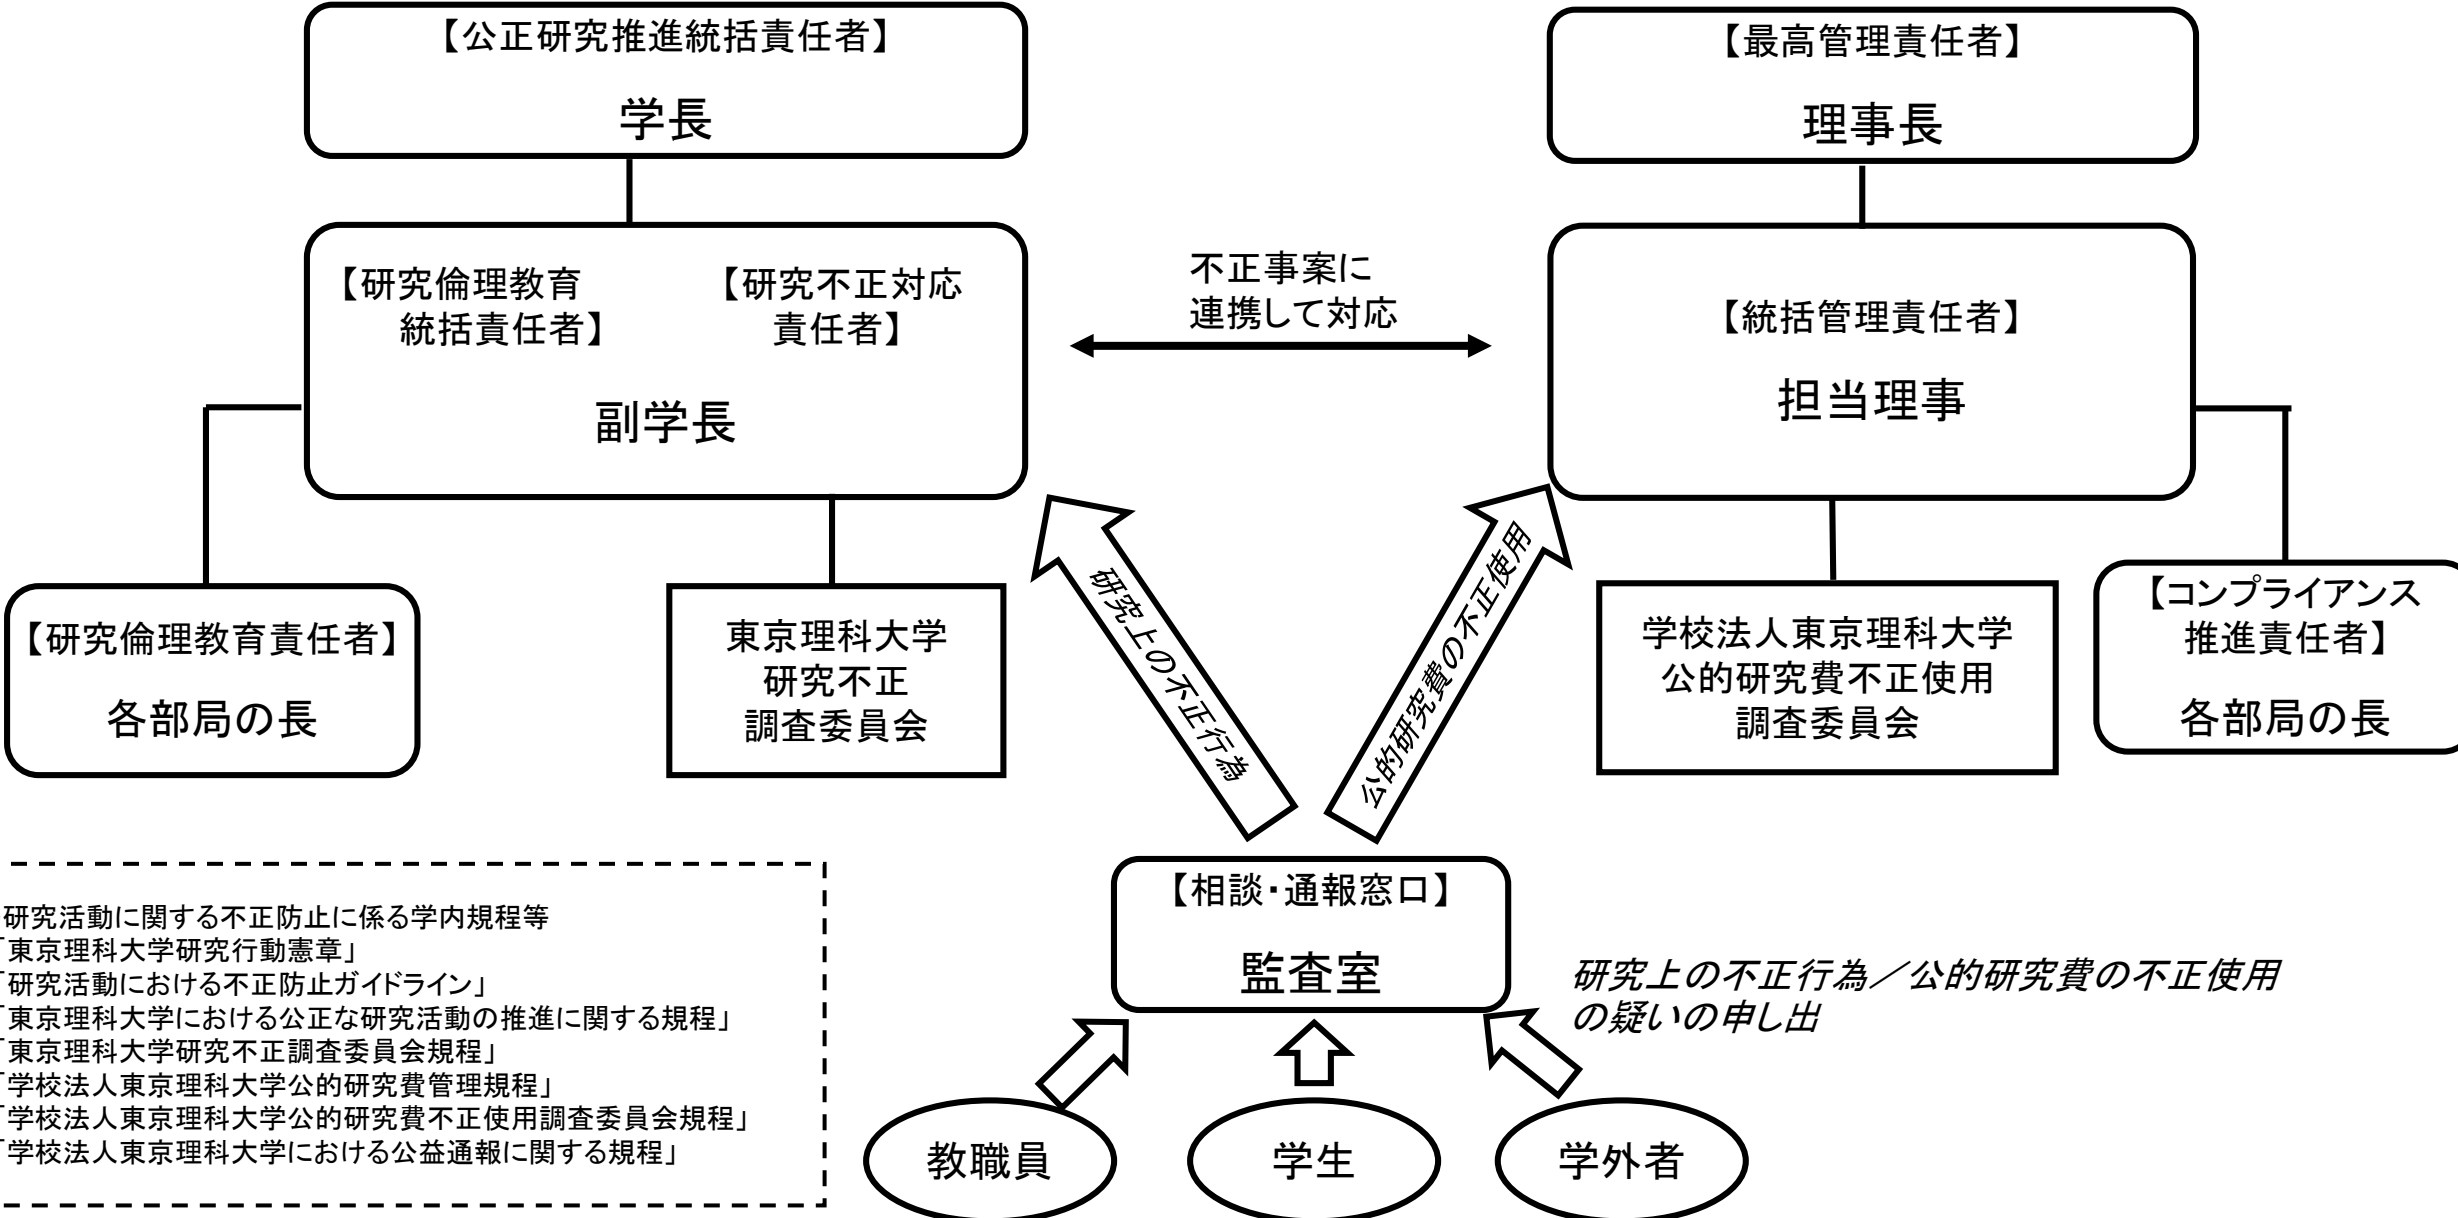 【公正研究推進統括責任者】
学長
【最高管理責任者】
理事長
【研究倫理教育
統括責任者】
【研究不正対応
責任者】
副学長
不正事案に
連携して対応
【統括管理責任者】
担当理事
【研究倫理教育責任者】
各部局の長
東京理科大学
研究不正
調査委員会
研究上の不正行為
公的研究費の不正使用
学校法人東京理科大学
公的研究費不正使用
調査委員会
【コンプライアンス
推進責任者】
各部局の長
【相談・通報窓口】
監査室
研究上の不正行為／公的研究費の不正使用
の疑いの申し出
教職員
学生
学外者
研究活動に関する不正防止に係る学内規程等
「東京理科大学研究行動憲章」
「研究活動における不正防止ガイドライン」
「東京理科大学における公正な研究活動の推進に関する規程」
「東京理科大学研究不正調査委員会規程」
「学校法人東京理科大学公的研究費管理規程」
「学校法人東京理科大学公的研究費不正使用調査委員会規程」
「学校法人東京理科大学における公益通報に関する規程」